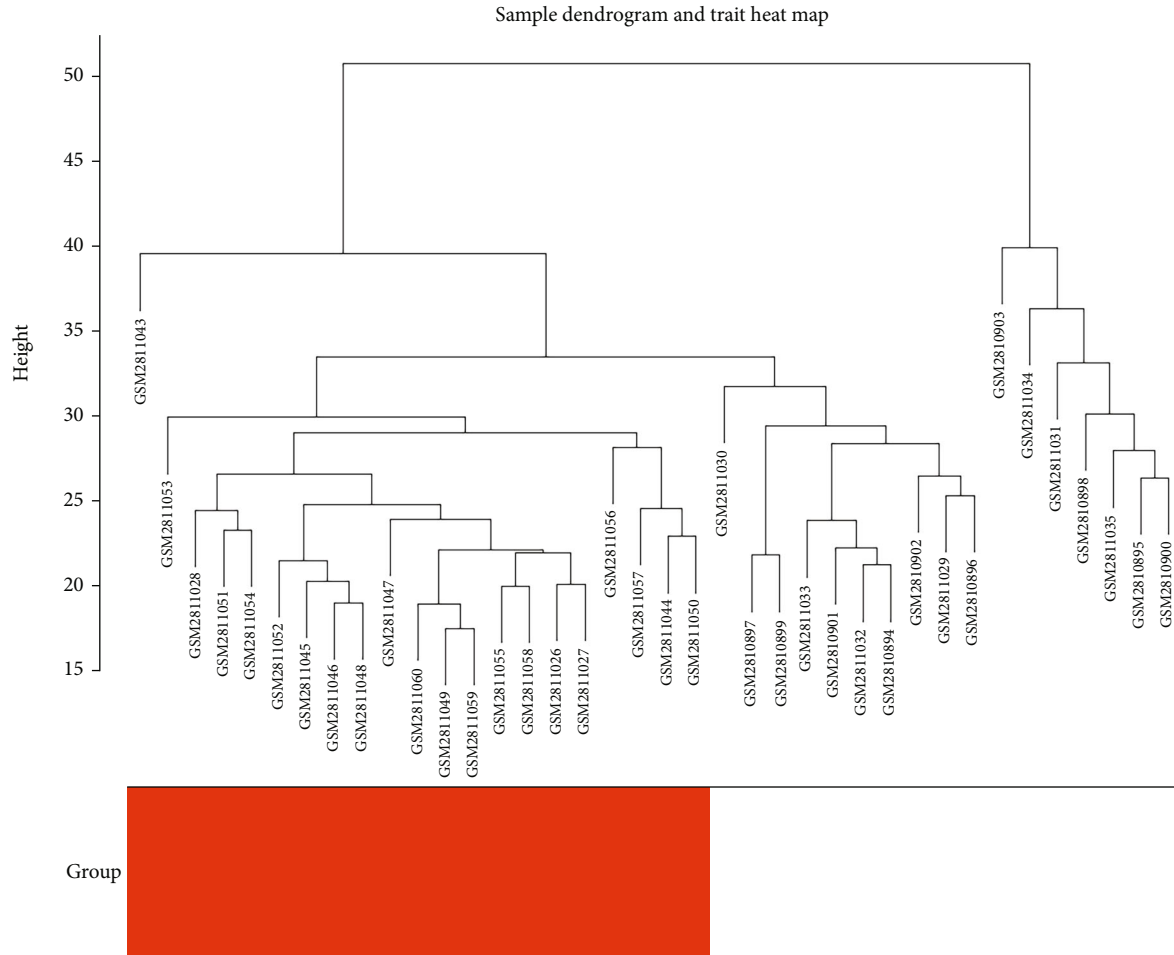 Sample dendrogram and trait heat map
Height
50
45
40
35
30
25
20
15
GSM2811043
GSM2811053
GSM2811028
GSM2811051
GSM2811054
GSM2811052
GSM2811045
GSM2811046
GSM2811048
GSM2811047
GSM2811060
GSM2811049
GSM2811059
GSM2811055
GSM2811058
GSM2811026
GSM2811027
GSM2811056
GSM2811057
GSM2811044
GSM2811050
GSM2811030
GSM2810897
GSM2810899
GSM2811033
GSM2810901
GSM2811032
GSM2810894
GSM2810902
GSM2811029
GSM2810896
GSM2810903
GSM2811034
GSM2811031
GSM2810898
GSM2811035
GSM2810895
GSM2810900
Group